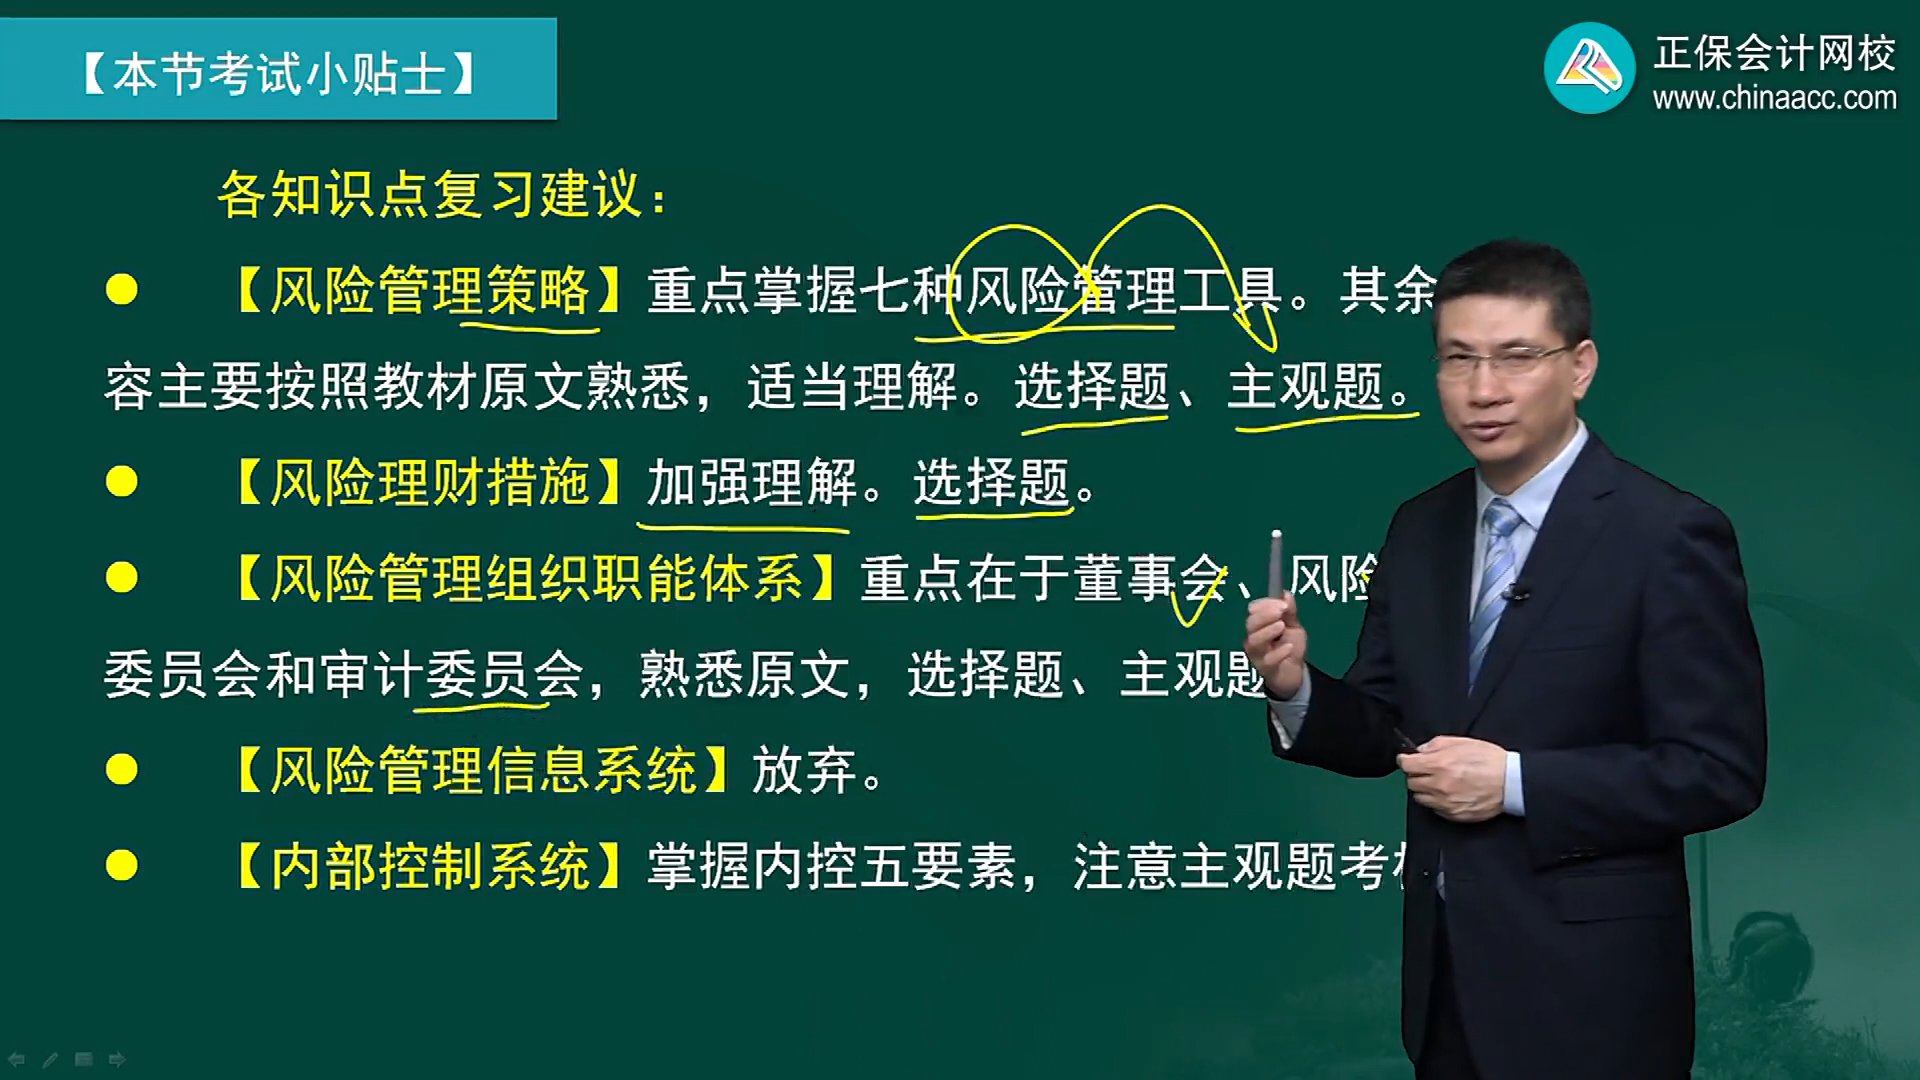 【本节考试小贴士】
正保会计网校
www.chinaacc.com
各知识点复习建议：
【风险管理策略】重点掌握七种风险管理工具。其余
容主要按照教材原文熟悉，适当理解。选择题、主观题。
【风险理财措施】加强理解。选择题。
【风险管理组织职能体系】重点在于董事会、风险
委员会和审计委员会，熟悉原文，选择题、主观题
【风险管理信息系统】放弃。
【内部控制系统】掌握内控五要素，注意主观题考